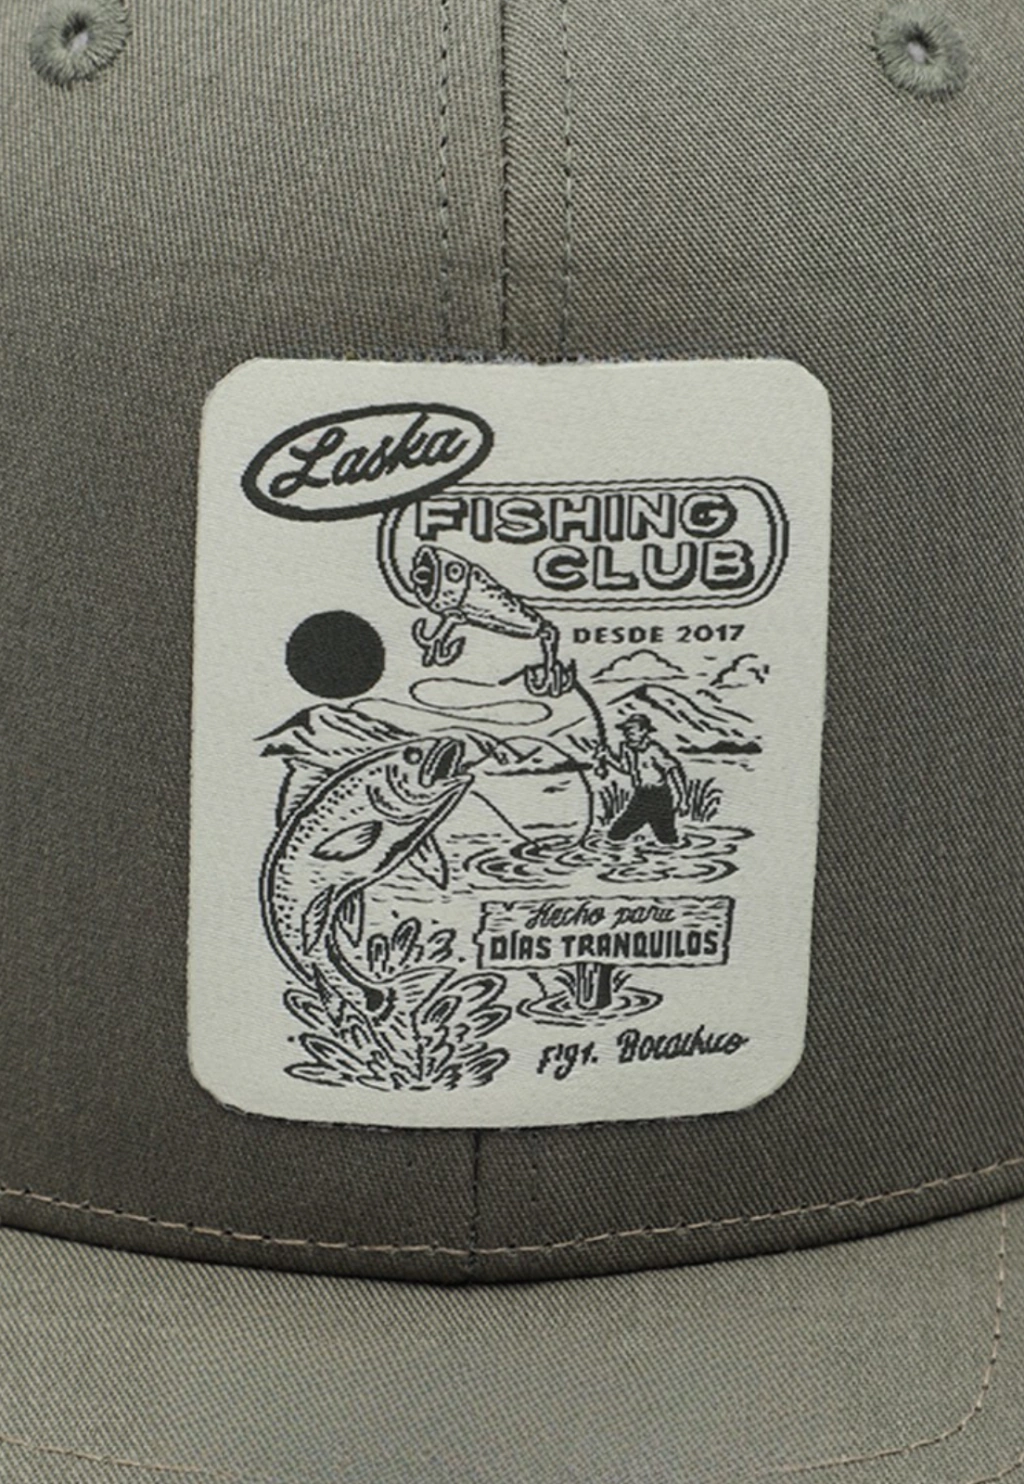 Laska
FISHING
CLUB
DESDE 2017
Hecho para
DÍAS TRANQUILOS
Fig1. Bocachico